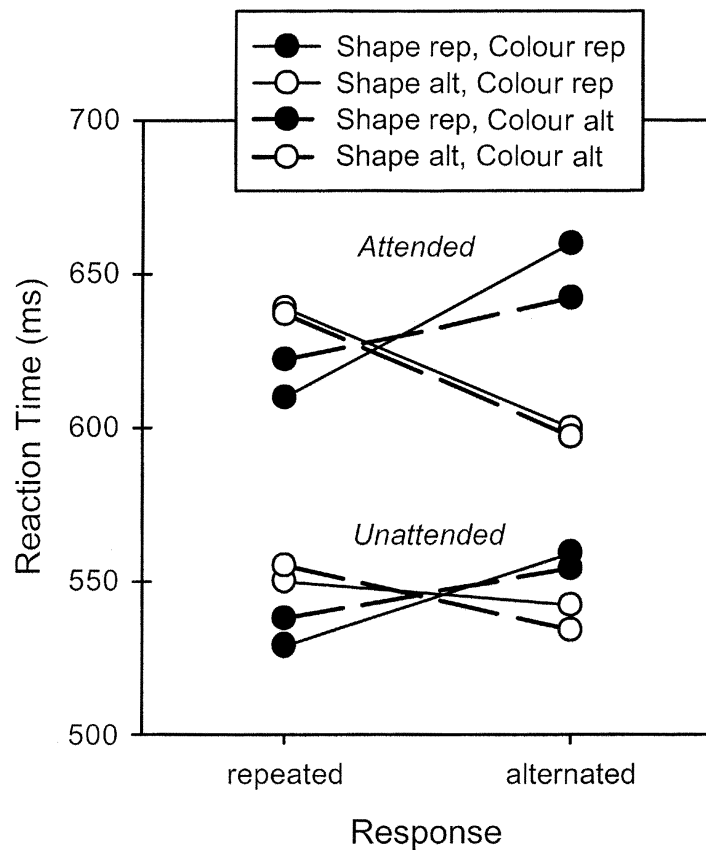 Shape rep, Colour rep
Shape alt, Colour rep
Shape rep, Colour alt
Shape alt, Colour alt
700
Attended
650
600
Unattended
550
500
repeated alternated
Response
Reaction Time (ms)